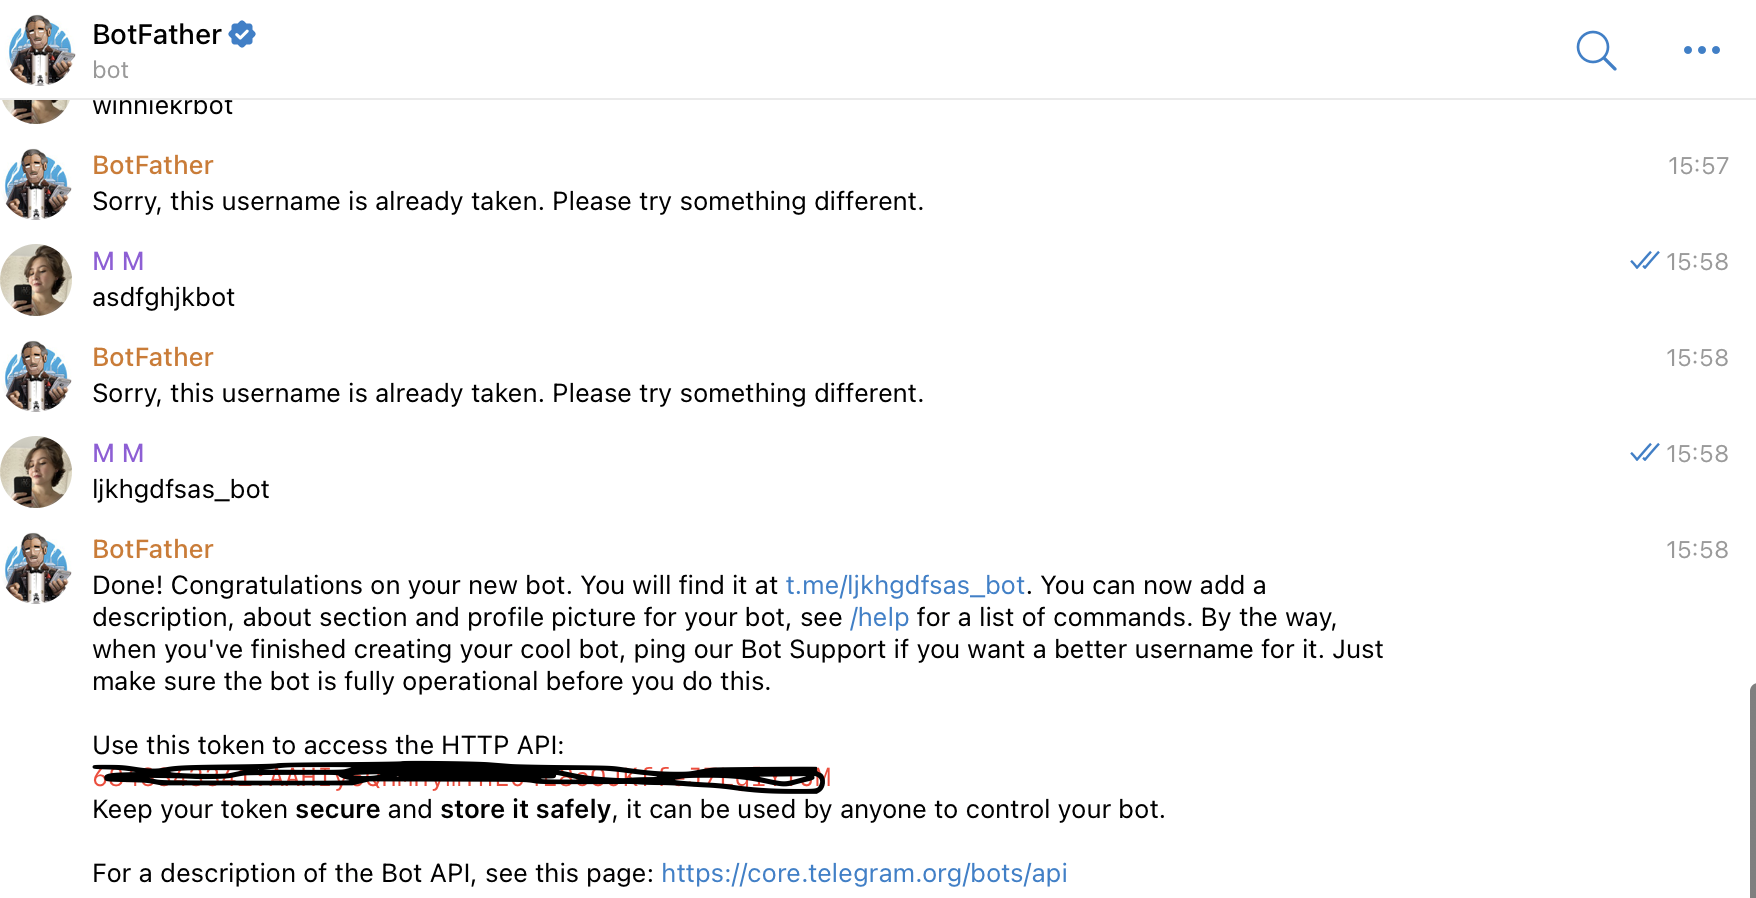 BotFather
bot
winniekrbot
BotFather
15:57
Sorry, this username is already taken. Please try something different.
M M
15:58
asdfghjkbot
BotFather
15:58
Sorry, this username is already taken. Please try something different.
M M
15:58
ljkhgdfsas_bot
BotFather
15:58
Done! Congratulations on your new bot. You will find it at t.me/ljkhgdfsas_bot. You can now add a
description, about section and profile picture for your bot, see /help for a list of commands. By the way,
when you've finished creating your cool bot, ping our Bot Support if you want a better username for it. Just
make sure the bot is fully operational before you do this.
Use this token to access the HTTP API:
Keep your token secure and store it safely, it can be used by anyone to control your bot.
For a description of the Bot API, see this page: https://core.telegram.org/bots/api